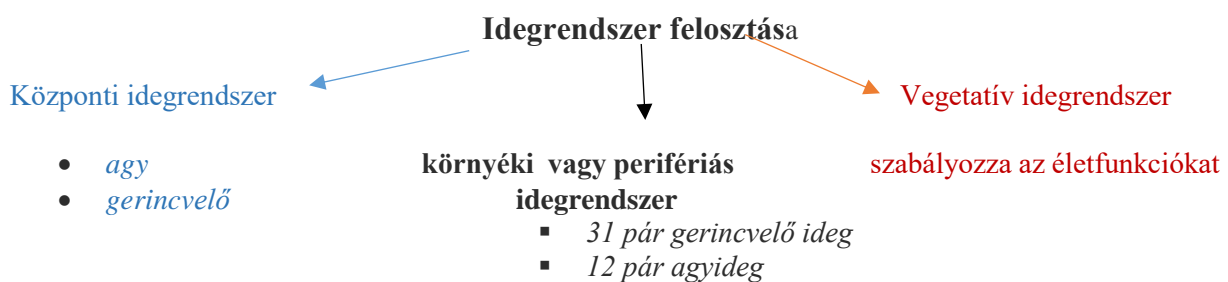 Idegrendszer felosztása
Központi idegrendszer
• agy
• gerincvelő
környéki vagy perifériás
idegrendszer
▪ 31 pár gerincvelő ideg
▪ 12 pár agyideg
Vegetatív idegrendszer
szabályozza az életfunkciókat